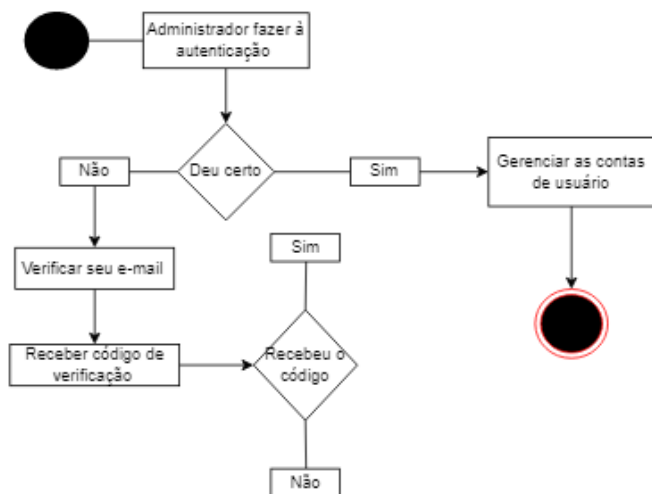 Administrador fazer à
autenticação
Não
Deu certo
Sim
Gerenciar as contas
de usuário
Sim
Verificar seu e-mail
Receber código de
verificação
Recebeu o
código
Não